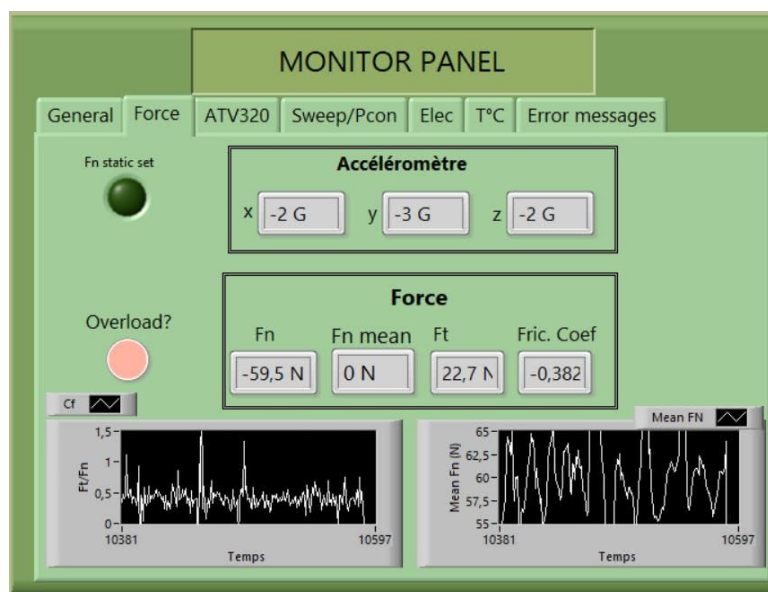 MONITOR PANEL
General Force ATV320 Sweep/Pcon Elec T°C Error messages
Fn static set
Accéléromètre
x -2 G y -3 G z -2 G
Overload?
Force
Fn Fn mean Ft Fric. Coef
-59,5 N 0 N 22,7 N -0,382
Cf
1,5
1
0,5
0
Ft/Fn
10381 10597
Temps
Mean FN
65
62,5
60
57,5
55
Mean Fn (N)
10381 10597
Temps